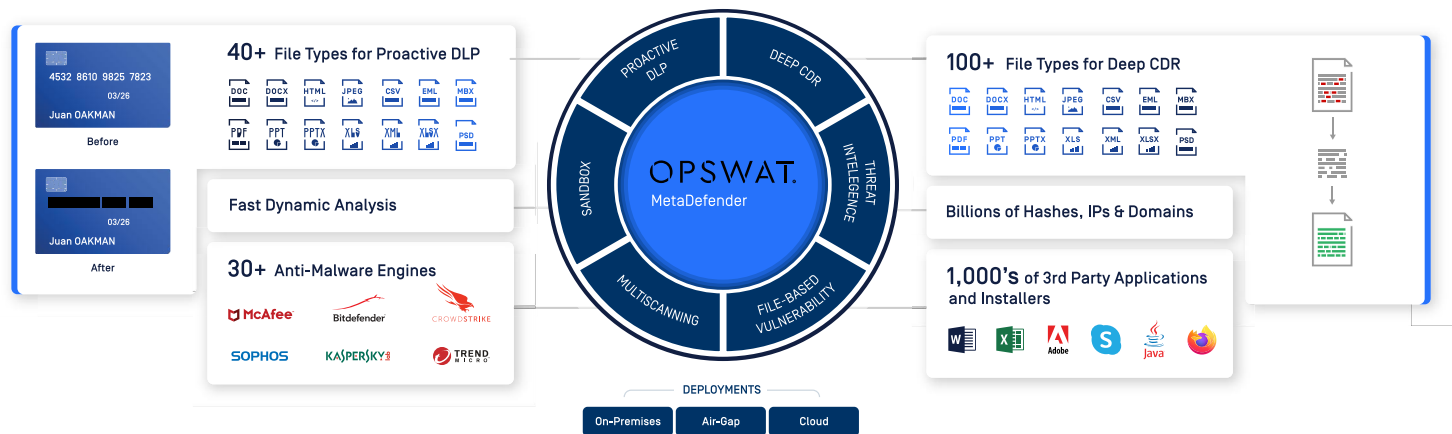 4532 8610 9825 7823
03/26
Juan OAKMAN
Before
03/26
Juan OAKMAN
After
40+ File Types for Proactive DLP
DOC DOCX HTML JPEG CSV EML MBX
PDF PPT PPTX XLS XML XLSX PSD
Fast Dynamic Analysis
30+ Anti-Malware Engines
McAfee Bitdefender CROWDSTRIKE
SOPHOS KASPERSKY lab TREND MICRO
PROACTIVE
DLP
DEEP CDR
SANDBOX
THREAT
INTELEGENCE
MULTISCANNING
FILE-BASED
VULNERABILITY
OPSWAT.
MetaDefender
DEPLOYMENTS
On-Premises Air-Gap Cloud
100+ File Types for Deep CDR
DOC DOCX HTML JPEG CSV EML MBX
PDF PPT PPTX XLS XML XLSX PSD
Billions of Hashes, IPs & Domains
1,000's of 3rd Party Applications
and Installers
W X Adobe S Java